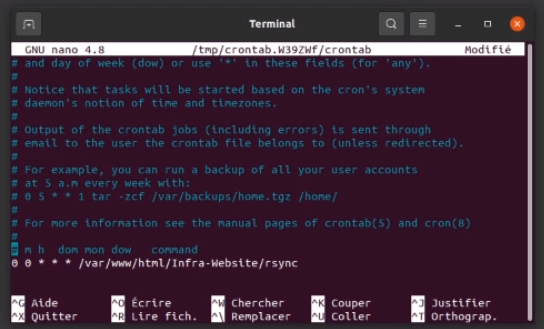 Terminal
GNU nano 4.8 /tmp/crontab.W39ZWf/crontab Modifié
# and day of week (dow) or use '*' in these fields (for 'any').
#
# Notice that tasks will be started based on the cron's system
# daemon's notion of time and timezones.
#
# Output of the crontab jobs (including errors) is sent through
# email to the user the crontab file belongs to (unless redirected).
#
# For example, you can run a backup of all your user accounts
# at 5 a.m every week with:
# 0 5 * * 1 tar -zcf /var/backups/home.tgz /home/
#
# For more information see the manual pages of crontab(5) and cron(8)
#
# m h  dom mon dow   command
0 0 * * * /var/www/html/Infra-Website/rsync
^G Aide ^O Écrire ^W Chercher ^K Couper ^J Justifier
^X Quitter ^R Lire fich. ^\ Remplacer ^U Coller ^T Orthograp.